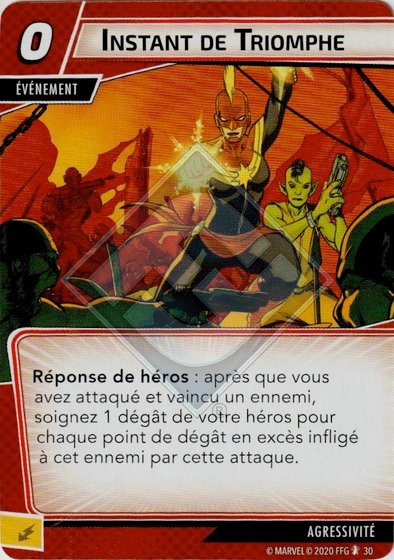 0
INSTANT DE TRIOMPHE
ÉVÉNEMENT
Réponse de héros : après que vous
avez attaqué et vaincu un ennemi,
soignez 1 dégât de votre héros pour
chaque point de dégât en excès infligé
à cet ennemi par cette attaque.
AGRESSIVITÉ
© MARVEL © 2020 FFG 30